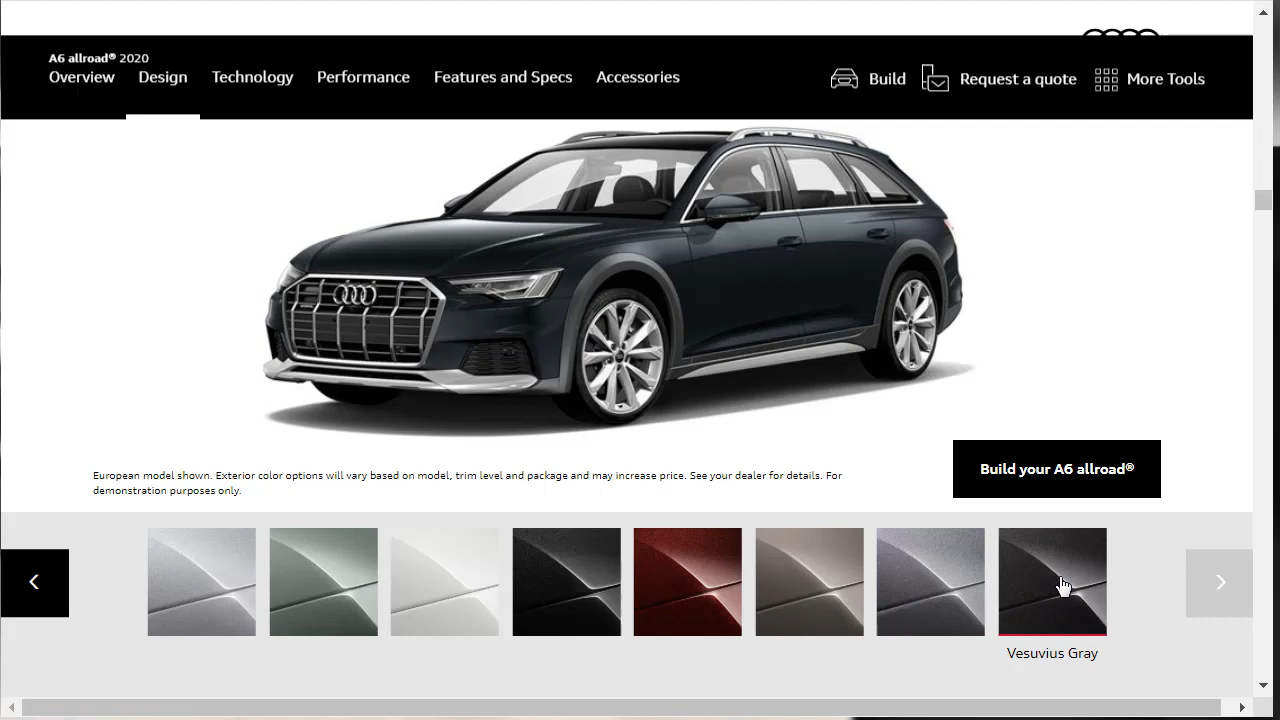 A6 allroad® 2020
Overview Design Technology Performance Features and Specs Accessories Build Request a quote More Tools
European model shown. Exterior color options will vary based on model, trim level and package and may increase price. See your dealer for details. For
demonstration purposes only.
Build your A6 allroad®
Vesuvius Gray